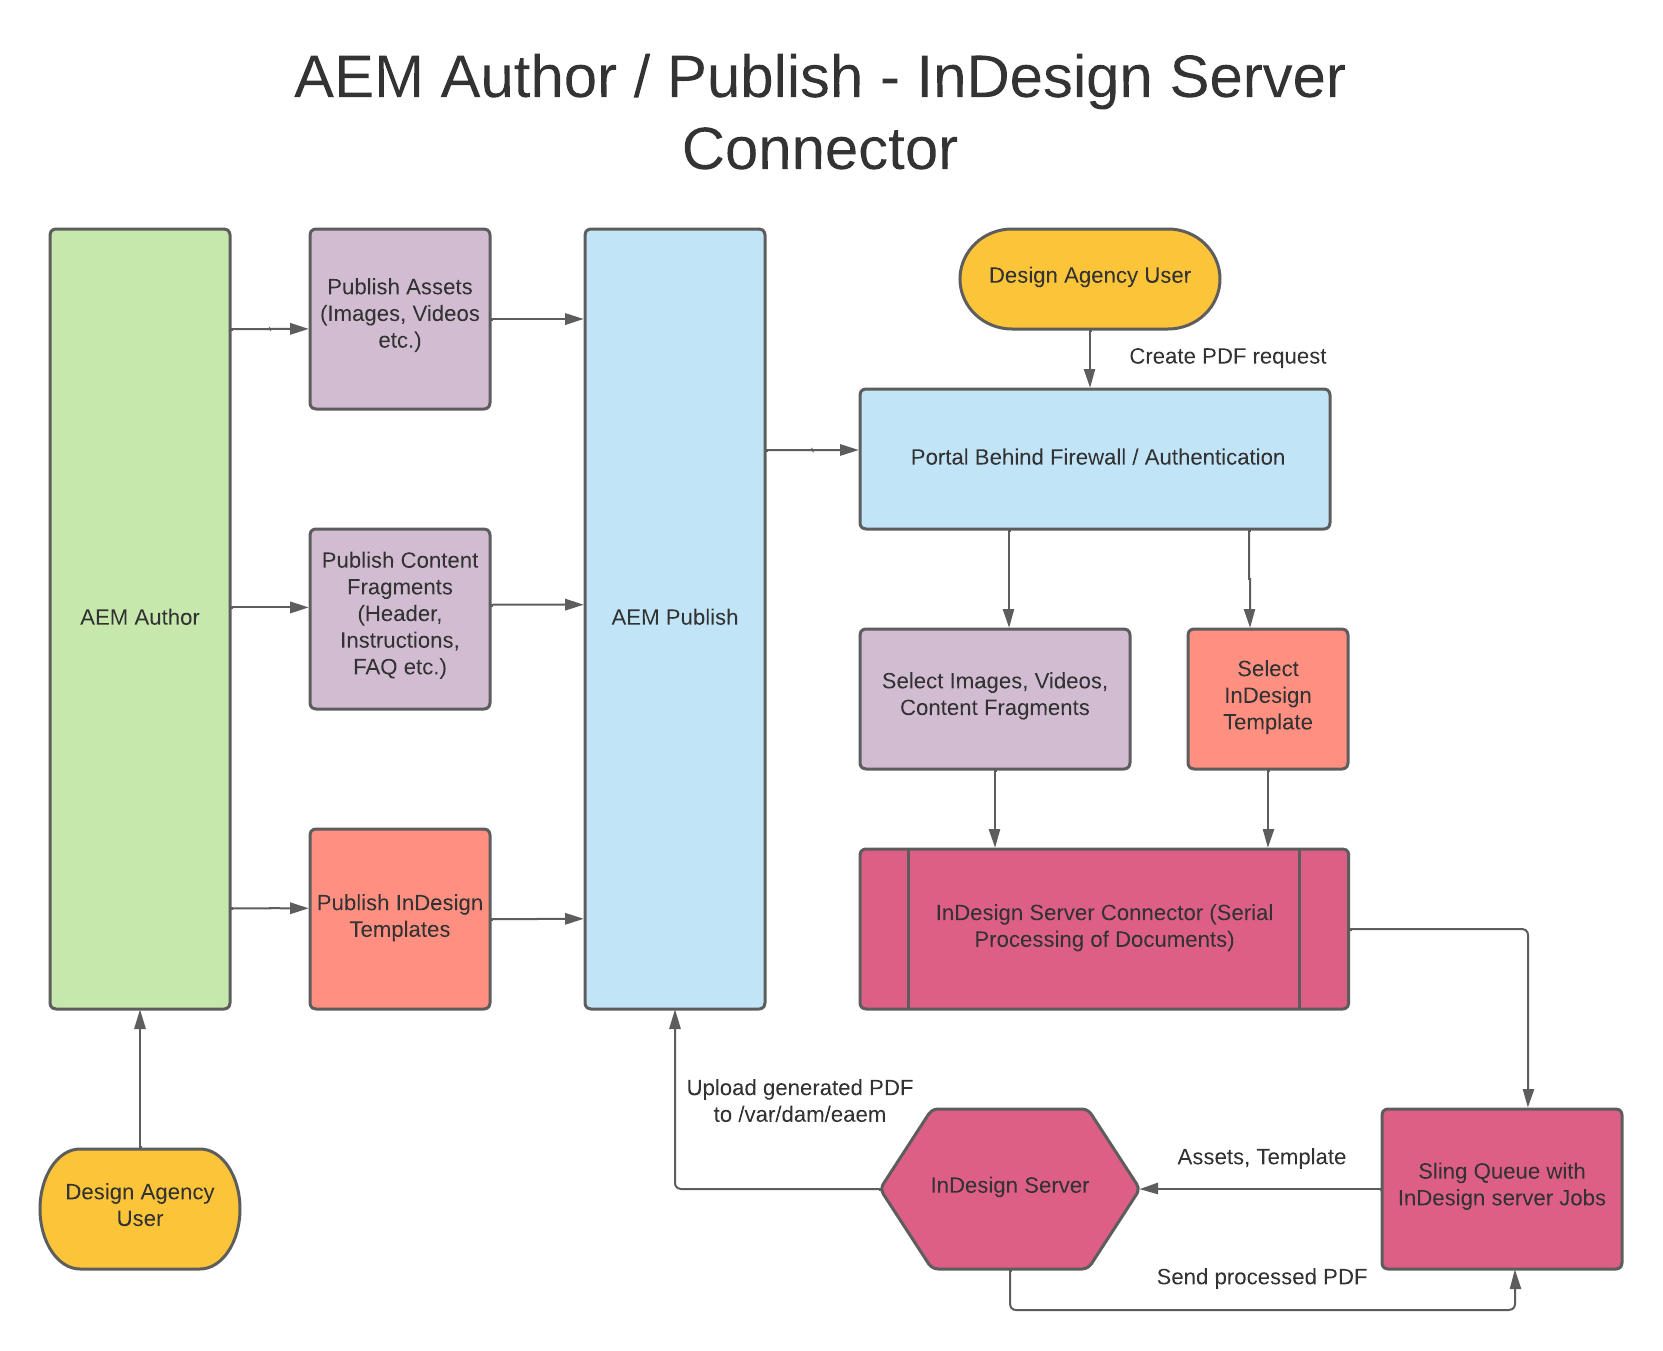 AEM Author / Publish - InDesign Server
Connector
AEM Author
Publish Assets
(Images, Videos
etc.)
Publish Content
Fragments
(Header,
Instructions,
FAQ etc.)
Publish InDesign
Templates
Design Agency
User
AEM Publish
Design Agency User
Create PDF request
Portal Behind Firewall / Authentication
Select Images, Videos,
Content Fragments
Select
InDesign
Template
InDesign Server Connector (Serial
Processing of Documents)
Sling Queue with
InDesign server Jobs
Assets, Template
InDesign Server
Send processed PDF
Upload generated PDF
to /var/dam/eaem